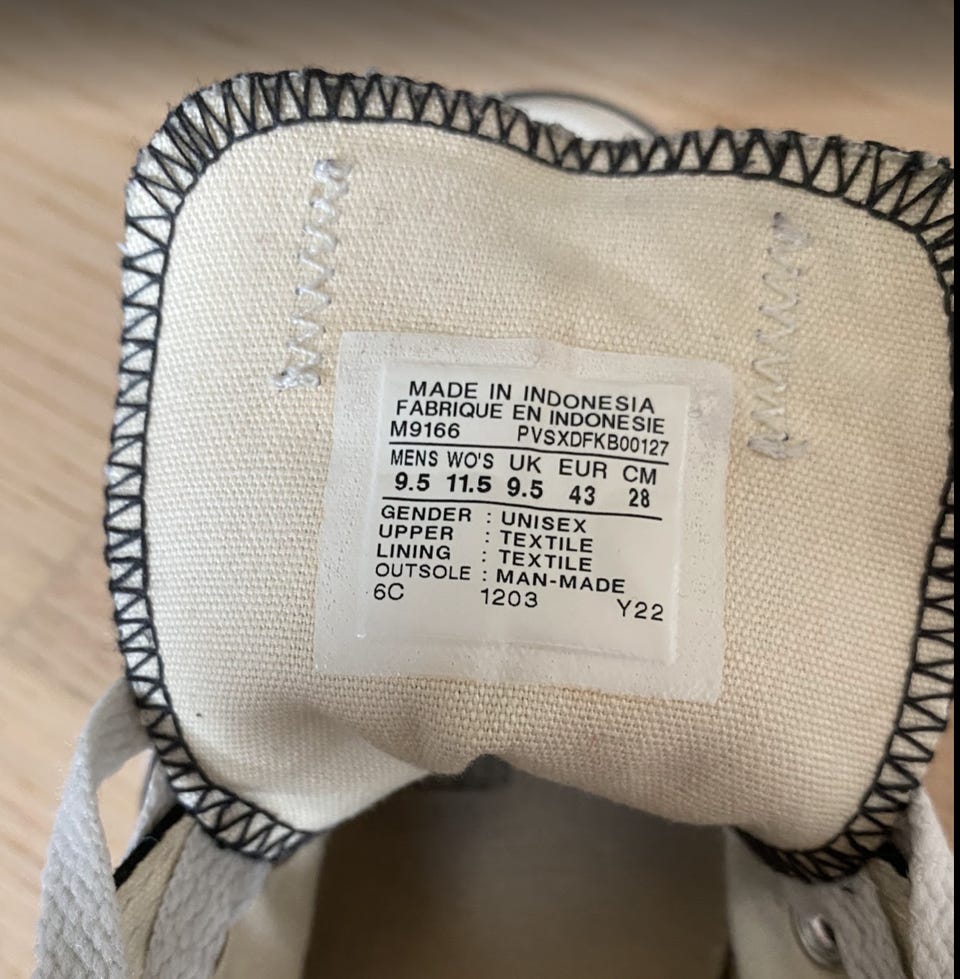 MADE IN INDONESIA
FABRIQUE EN INDONESIE
M9166 PVSXDFKB00127
MENS WO'S UK EUR CM
9.5 11.5 9.5 43 28
GENDER : UNISEX
UPPER : TEXTILE
LINING : TEXTILE
OUTSOLE : MAN-MADE
6C 1203 Y22